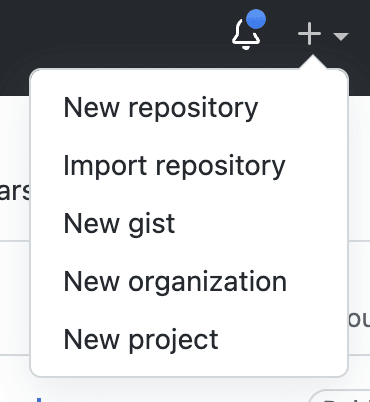 New repository
Import repository
New gist
New organization
New project